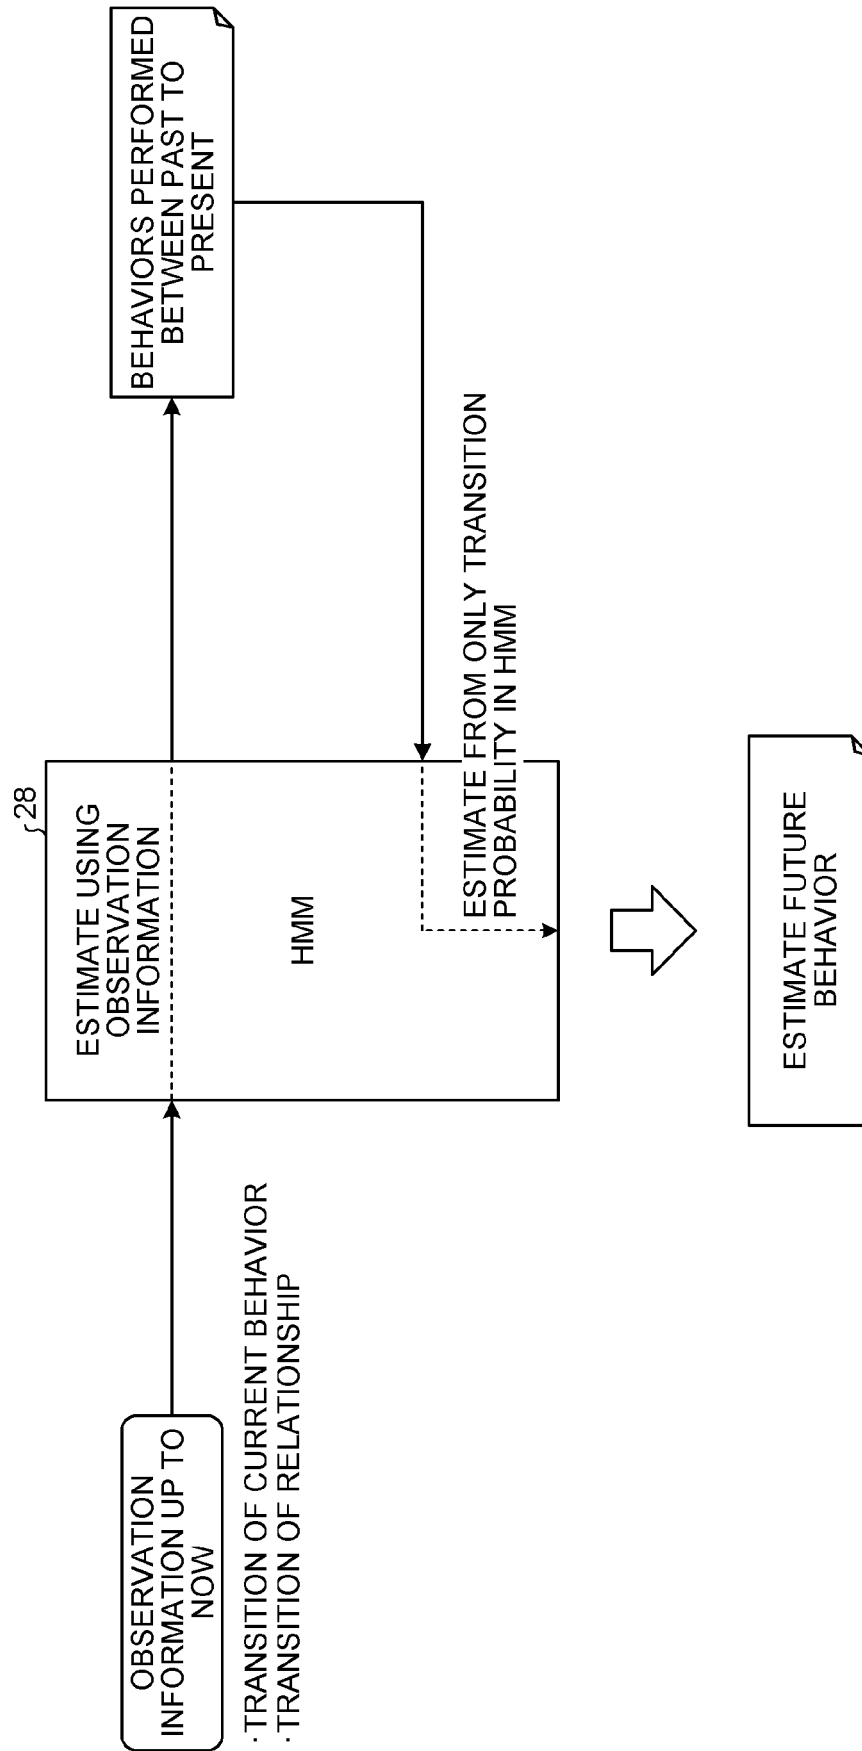 OBSERVATION
INFORMATION UP TO
NOW
· TRANSITION OF CURRENT BEHAVIOR
· TRANSITION OF RELATIONSHIP
28
ESTIMATE USING
OBSERVATION
INFORMATION
HMM
ESTIMATE FROM ONLY TRANSITION
PROBABILITY IN HMM
BEHAVIORS PERFORMED
BETWEEN PAST TO
PRESENT
ESTIMATE FUTURE
BEHAVIOR